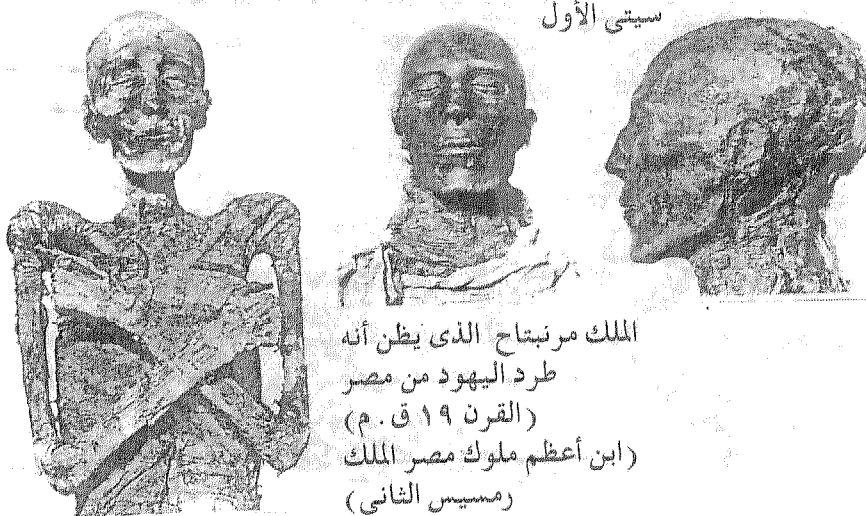 سيتى الأول
الملك مرنبتاح الذى يظن أنه
طرد اليهود من مصر
(القرن ١٩ ق.م)
(ابن أعظم ملوك مصر الملك
رمسيس الثانى)